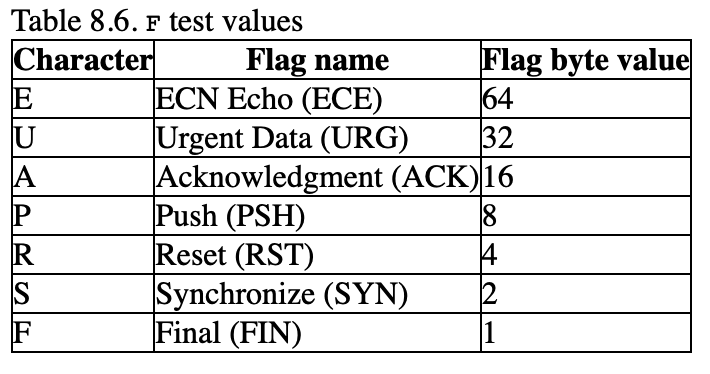 Table 8.6. F test values
Character Flag name Flag byte value
E ECN Echo (ECE) 64
U Urgent Data (URG) 32
A Acknowledgment (ACK) 16
P Push (PSH) 8
R Reset (RST) 4
S Synchronize (SYN) 2
F Final (FIN) 1